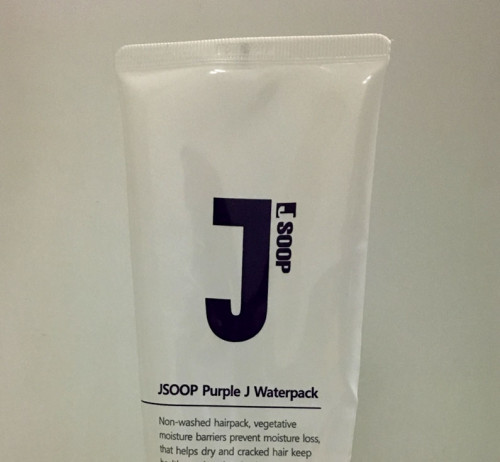 J
J SOOP
JSOOP Purple J Waterpack
Non-washed hairpack, vegetative
moisture barriers prevent moisture loss,
that helps dry and cracked hair keep